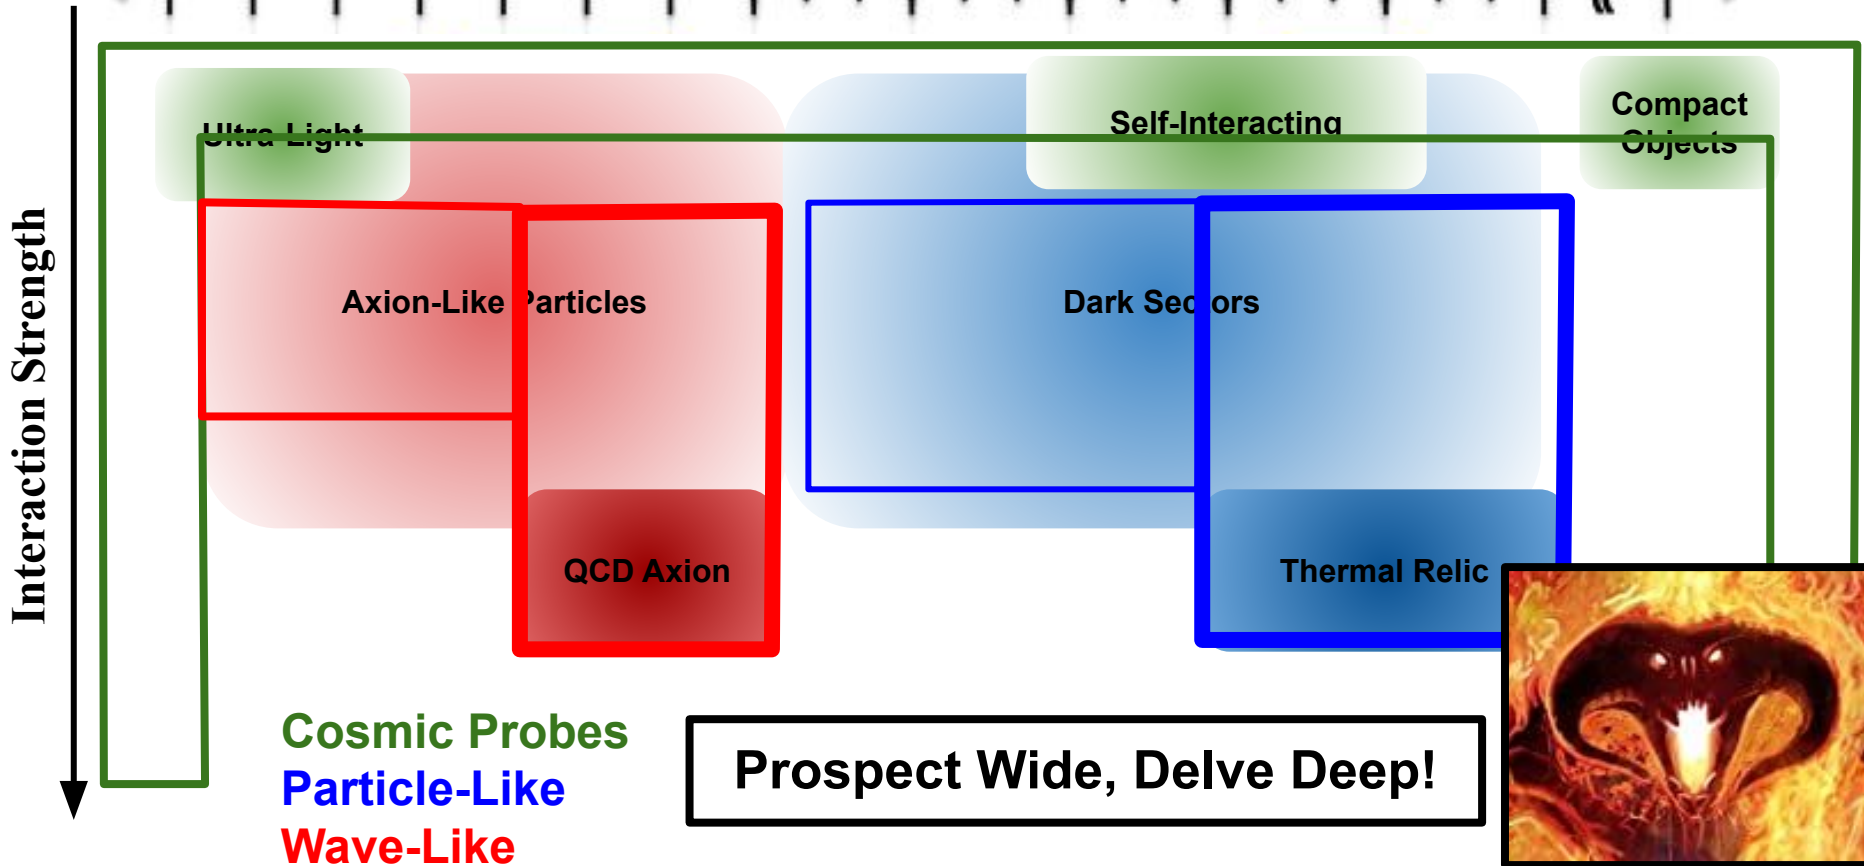 Interaction Strength
Ultra-Light
Self-Interacting
Compact
Objects
Axion-Like Particles
Dark Sectors
QCD Axion
Thermal Relic
Cosmic Probes
Particle-Like
Wave-Like
Prospect Wide, Delve Deep!